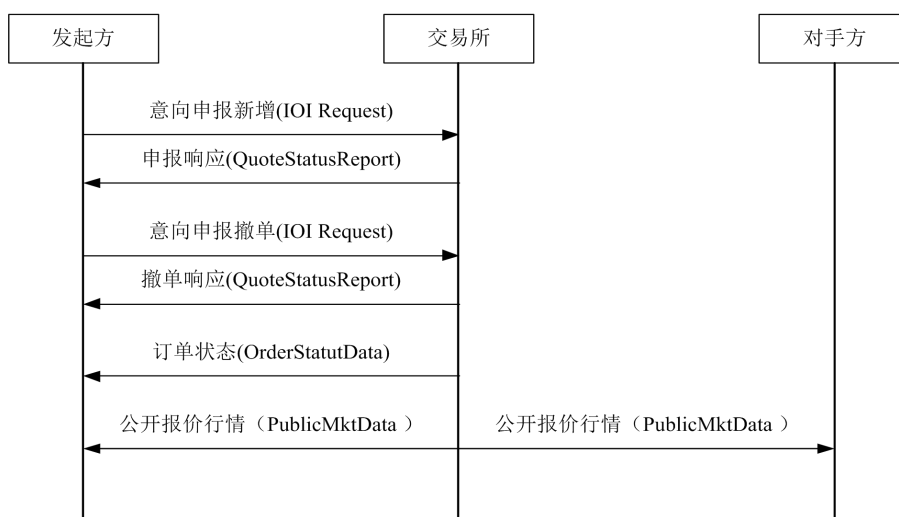 发起方
交易所
对手方
意向申报新增(IOI Request)
申报响应(QuoteStatusReport)
意向申报撤单(IOI Request)
撤单响应(QuoteStatusReport)
订单状态(OrderStatutData)
公开报价行情（PublicMktData ）
公开报价行情（PublicMktData ）